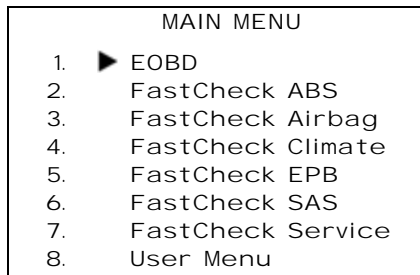 MAIN MENU
1. ▶ EOBD
2. FastCheck ABS
3. FastCheck Airbag
4. FastCheck Climate
5. FastCheck EPB
6. FastCheck SAS
7. FastCheck Service
8. User Menu